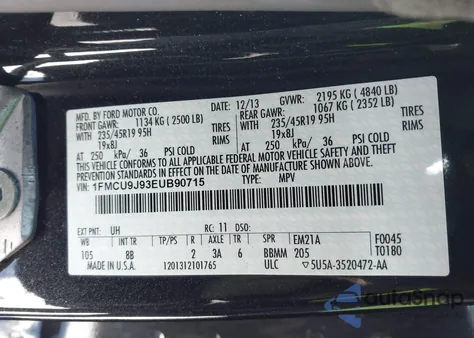 MFD. BY FORD MOTOR CO.
12/13 GVWR: 2195 KG ( 4840 LB)
FRONT GAWR: 1134 KG ( 2500 LB) REAR GAWR: 1067 KG ( 2352 LB)
235/45R19 95H TIRES 235/45R19 95H TIRES
19x8J RIMS 19x8J RIMS
AT 250 kPa/ 36 PSI COLD AT 250 kPa/ 36 PSI COLD
THIS VEHICLE CONFORMS TO ALL APPLICABLE FEDERAL MOTOR VEHICLE SAFETY, BUMPER, AND THEFT
PREVENTION STANDARDS IN EFFECT ON THE DATE OF MANUFACTURE SHOWN ABOVE.
VIN: 1FMCU9J93EUB90715
TYPE: MPV
EXT PNT: UH RC: 11 DSO: EM21A F0045
WB INT TR TP/PS R AXLE TR SPR T0180
105 8B 2 3A 6 BBMM 205
MADE IN U.S.A. 1201312101765 ULC ▽5U5A-3520472-AA
autoSnap